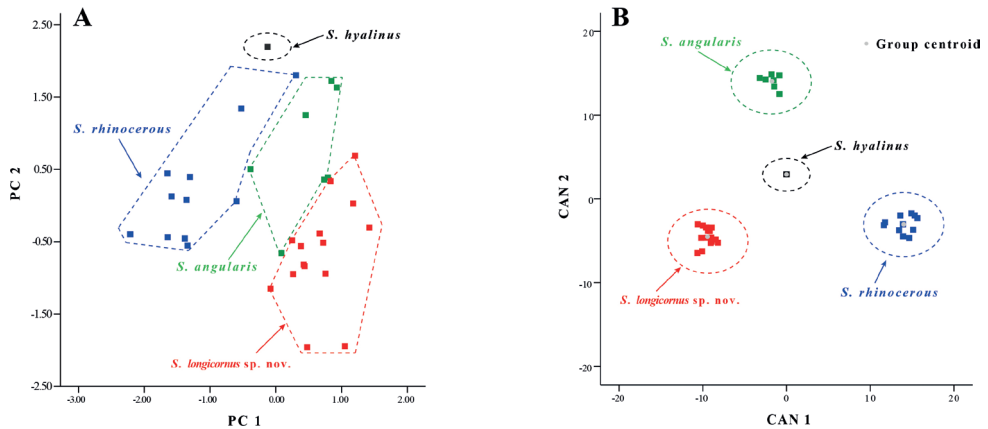 A
S. hyalinus
S. rhinocerous
S. angularis
S. longicornus sp. nov.
PC 2
2.50
1.50
0.50
-0.50
-1.50
-2.50
-3.00
-2.00
-1.00
0.00
1.00
2.00
PC 1
B
S. angularis
Group centroid
S. hyalinus
S. longicornus sp. nov.
S. rhinocerous
CAN 2
20
10
0
-10
-20
-20
-10
0
10
20
CAN 1